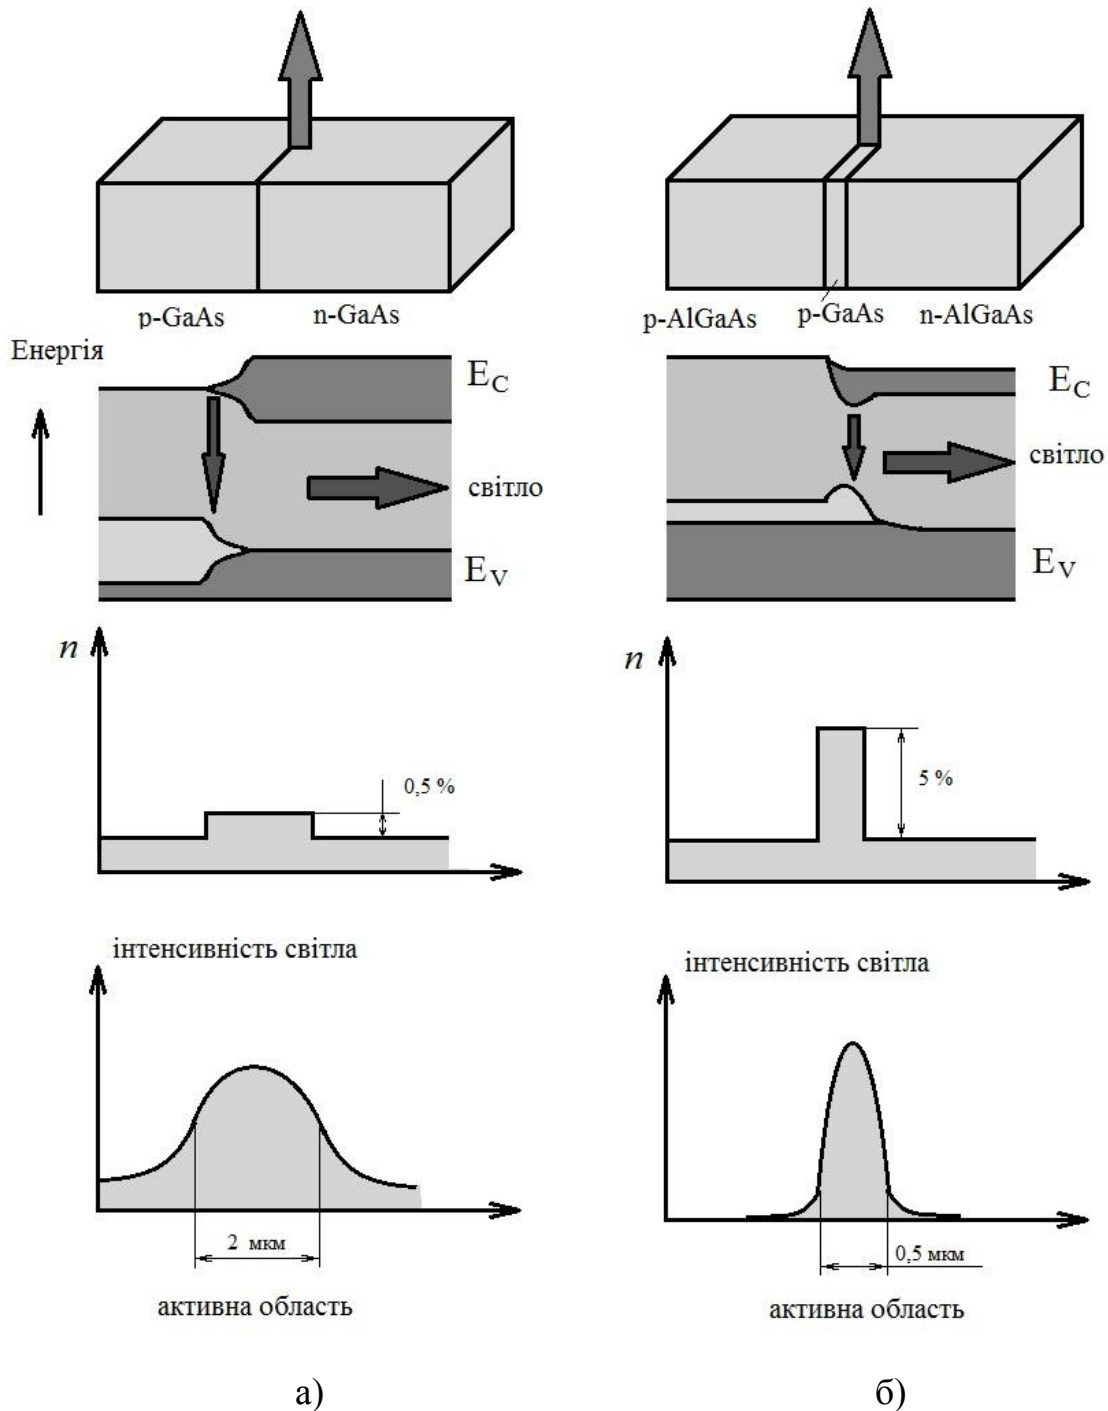 p-GaAs
n-GaAs
p-AlGaAs
p-GaAs
n-AlGaAs
Енергія
E_C
світло
E_V
E_C
світло
E_V
n
0,5 %
n
5 %
інтенсивність світла
2 мкм
активна область
інтенсивність світла
0,5 мкм
активна область
а)
б)